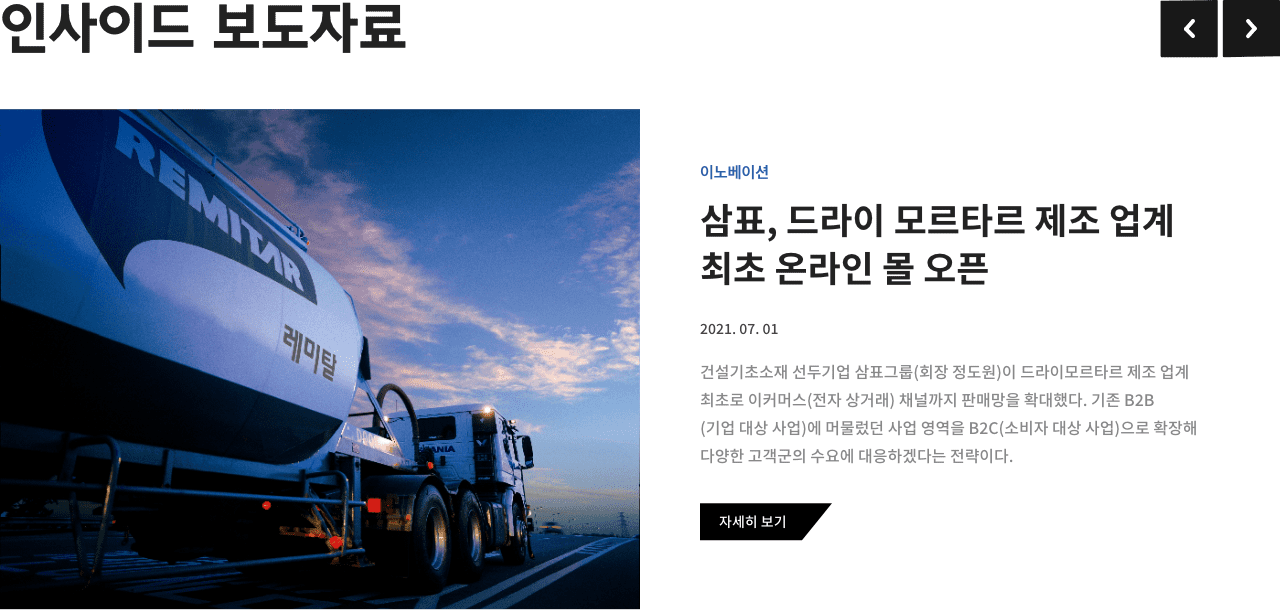 인사이드 보도자료
REMITAR
레미탈
이노베이션
삼표, 드라이 모르타르 제조 업계
최초 온라인 몰 오픈
2021. 07. 01
건설기초소재 선두기업 삼표그룹(회장 정도원)이 드라이모르타르 제조 업계
최초로 이커머스(전자 상거래) 채널까지 판매망을 확대했다. 기존 B2B
(기업 대상 사업)에 머물렀던 사업 영역을 B2C(소비자 대상 사업)으로 확장해
다양한 고객군의 수요에 대응하겠다는 전략이다.
자세히 보기